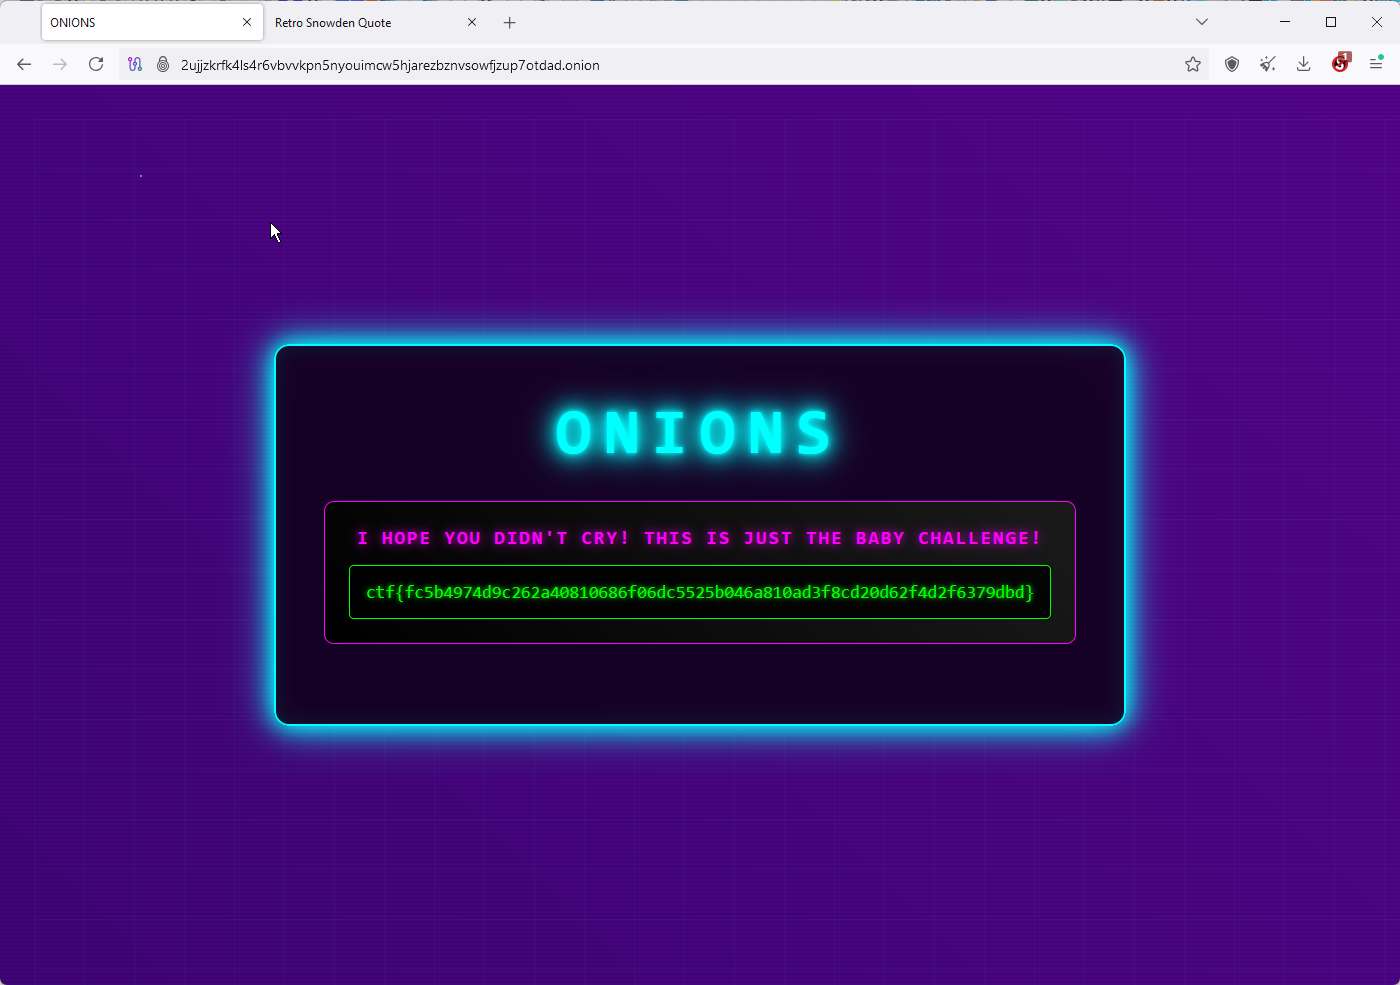 ONIONS
Retro Snowden Quote
2ujjzkrfk4ls4r6vbvvkpn5nyouimcw5hjarezbznvsowfjzup7otdad.onion
1
ONIONS
I HOPE YOU DIDN'T CRY! THIS IS JUST THE BABY CHALLENGE!
ctf{fc5b4974d9c262a40810686f06dc5525b046a810ad3f8cd20d62f4d2f6379dbd}